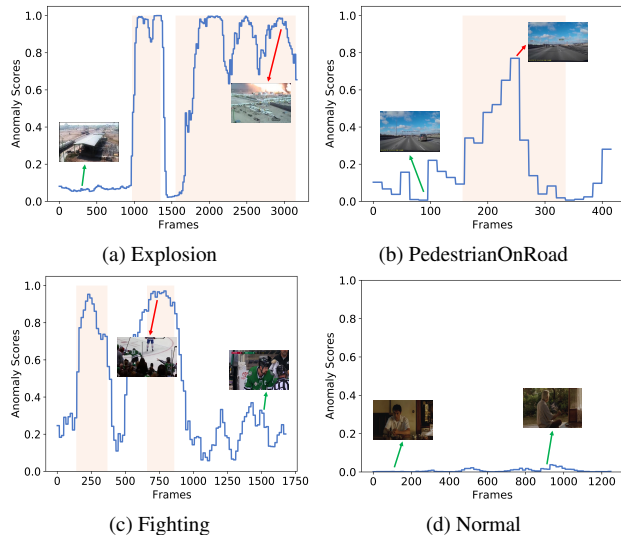 1.0
0.8
0.6
0.4
0.2
0.0
Anomaly Scores
0 500 1000 1500 2000 2500 3000
Frames
(a) Explosion
1.0
0.8
0.6
0.4
0.2
0.0
Anomaly Scores
0 100 200 300 400
Frames
(b) PedestrianOnRoad
1.0
0.8
0.6
0.4
0.2
0.0
Anomaly Scores
0 250 500 750 1000 1250 1500
Frames
(c) Fighting
1.0
0.8
0.6
0.4
0.2
0.0
Anomaly Scores
0 200 400 600 800 1000 1200
Frames
(d) Normal